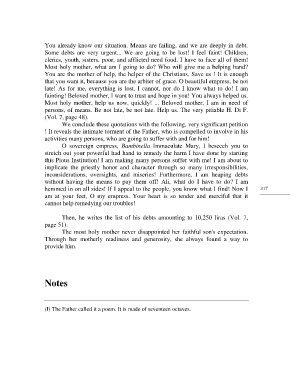 You already know our situation. Means are failing, and we are deeply in debt.
Some debts are very urgent... We are going to be lost! I feel faint! Children,
clerics, youth, sisters, poor, and afflicted need food. I have to face all of them!
Most holy mother, what am I going to do? Who will give me a helping hand?
You are the mother of help, the helper of the Christians. Save us ! It is enough
that you want it, because you are the arbiter of grace. O beautiful empress, be not
late! As for me, everything is lost. I cannot, nor do I know what to do! I am
fainting! Beloved mother, I want to trust and hope in you! You always helped us.
Most holy mother, help us now, quickly! ... Beloved mother, I am in need of
persons, of means. Be not late, be not late. Help us. The very pitiable H. Di F.
(Vol. 7, page 48).
We conclude these quotations with the following, very significant petition
! It reveals the intimate torment of the Father, who is compelled to involve in his
activities many persons, who are going to suffer with and for him!
O sovereign empress, Bambinella Immaculate Mary, I beseech you to
stretch out your powerful had hand to remedy the harm I have done by starting
this Pious Institution! I am making many persons suffer with me! I am about to
implicate the priestly honor and character through so many irresponsibilities,
inconsiderations, oversights, and miseries! Furthermore, I am heaping debts
without having the means to pay them off! Ali, what do I have to do? I am
hemmed in on all sides! If I appeal to the people, you know what I find! Now I
am at your feet, O my empress. Your heart is so tender and merciful that it
cannot help remedying our troubles!
317
Then, he writes the list of his debts amounting to 10,250 liras (Vol. 7,
page 51).
The most holy mother never disappointed her faithful son's expectation.
Through her motherly readiness and generosity, she always found a way to
provide him.
Notes
(I) The Father called it a poem. It is made of seventeen octaves.